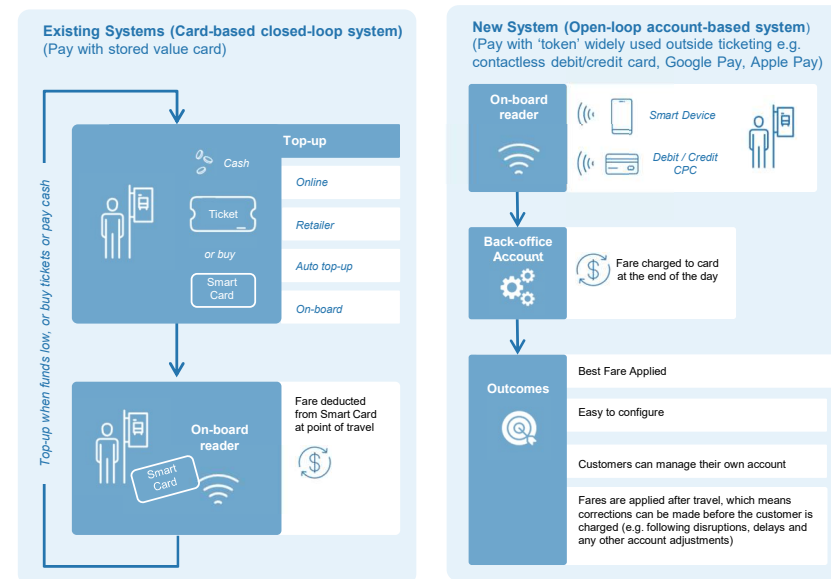 Existing Systems (Card-based closed-loop system)
(Pay with stored value card)
Top-up when funds low, or buy tickets or pay cash
Top-up
Cash
Ticket
or buy
Smart
Card
Online
Retailer
Auto top-up
On-board
On-board
reader
Smart
Card
Fare deducted
from Smart Card
at point of travel
$
New System (Open-loop account-based system)
(Pay with ‘token’ widely used outside ticketing e.g.
contactless debit/credit card, Google Pay, Apple Pay)
On-board
reader
Smart Device
Debit / Credit
CPC
Back-office
Account
$
Fare charged to card
at the end of the day
Outcomes
Best Fare Applied
Easy to configure
Customers can manage their own account
Fares are applied after travel, which means
corrections can be made before the customer is
charged (e.g. following disruptions, delays and
any other account adjustments)